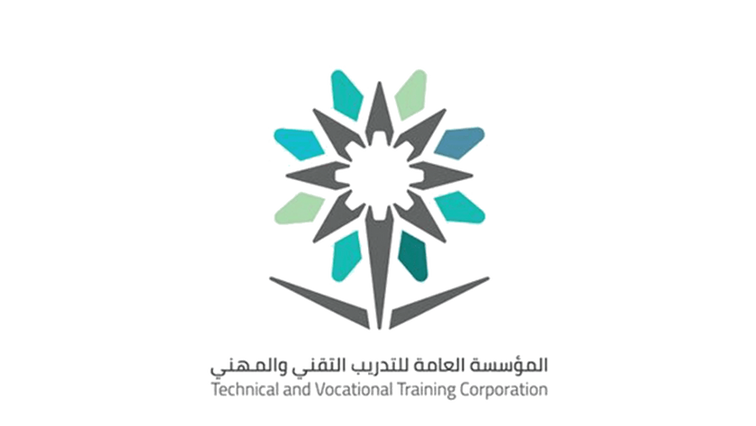 المؤسسة العامة للتدريب التقني والمهني
Technical and Vocational Training Corporation